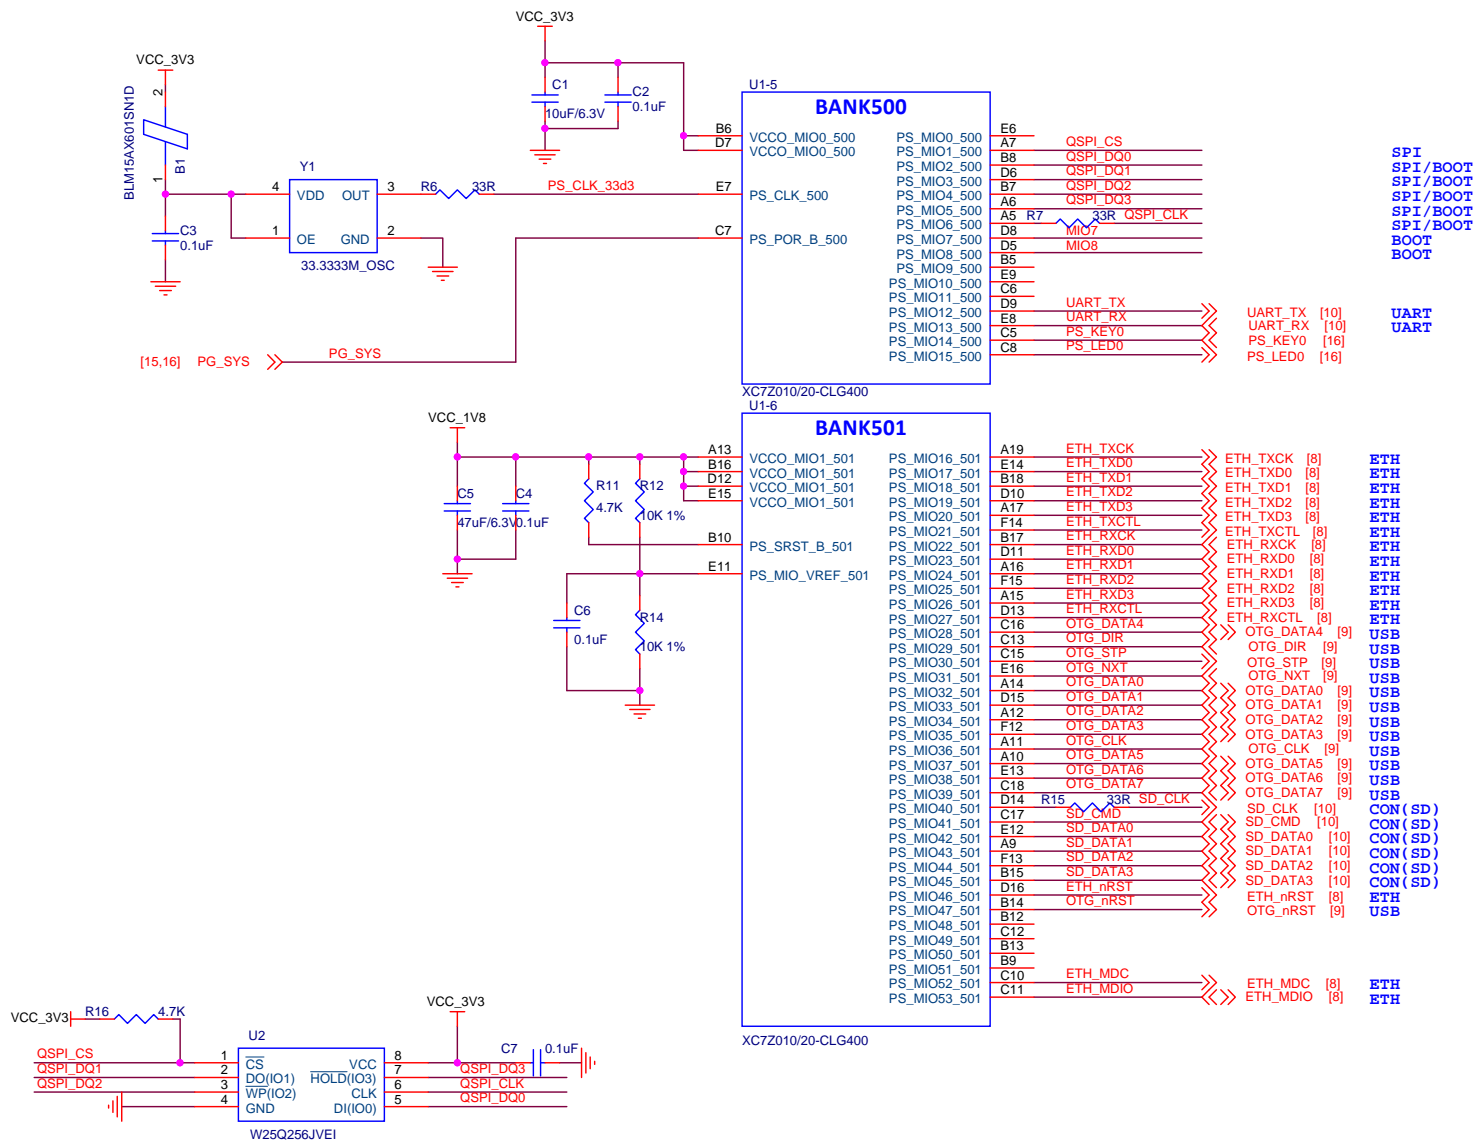 VCC_3V3
VCC_3V3
BLM15AX601SN1D
2
1
B1
C3
0.1uF
Y1
4 VDD OUT 3
1 OE GND 2
33.3333M_OSC
R6 33R
PS_CLK_33d3
C1
10uF/6.3V
C2
0.1uF
[15,16] PG_SYS
PG_SYS
U1-5
BANK500
B6 VCCO_MIO0_500
D7 VCCO_MIO0_500
E7 PS_CLK_500
C7 PS_POR_B_500
PS_MIO0_500 E6
PS_MIO1_500 A7 QSPI_CS SPI
PS_MIO2_500 B8 QSPI_DQ0 SPI/BOOT
PS_MIO3_500 D6 QSPI_DQ1 SPI/BOOT
PS_MIO4_500 B7 QSPI_DQ2 SPI/BOOT
PS_MIO5_500 A6 QSPI_DQ3 SPI/BOOT
PS_MIO6_500 A5 R7 33R QSPI_CLK SPI/BOOT
PS_MIO7_500 D8 MIO7 BOOT
PS_MIO8_500 D5 MIO8 BOOT
PS_MIO9_500 B5
PS_MIO10_500 E9
PS_MIO11_500 C6
PS_MIO12_500 D9 UART_TX UART_TX [10] UART
PS_MIO13_500 E8 UART_RX UART_RX [10] UART
PS_MIO14_500 C5 PS_KEY0 PS_KEY0 [16]
PS_MIO15_500 C8 PS_LED0 PS_LED0 [16]
XC7Z010/20-CLG400
U1-6
BANK501
VCC_1V8
C5
47uF/6.3V
C4
0.1uF
R11
4.7K
R12
10K 1%
C6
0.1uF
R14
10K 1%
A13 VCCO_MIO1_501
B16 VCCO_MIO1_501
D12 VCCO_MIO1_501
E15 VCCO_MIO1_501
B10 PS_SRST_B_501
E11 PS_MIO_VREF_501
PS_MIO16_501 A19 ETH_TXCK ETH_TXCK [8] ETH
PS_MIO17_501 E14 ETH_TXD0 ETH_TXD0 [8] ETH
PS_MIO18_501 B18 ETH_TXD1 ETH_TXD1 [8] ETH
PS_MIO19_501 D10 ETH_TXD2 ETH_TXD2 [8] ETH
PS_MIO20_501 A17 ETH_TXD3 ETH_TXD3 [8] ETH
PS_MIO21_501 F14 ETH_TXCTL ETH_TXCTL [8] ETH
PS_MIO22_501 B17 ETH_RXCK ETH_RXCK [8] ETH
PS_MIO23_501 D11 ETH_RXD0 ETH_RXD0 [8] ETH
PS_MIO24_501 A16 ETH_RXD1 ETH_RXD1 [8] ETH
PS_MIO25_501 F15 ETH_RXD2 ETH_RXD2 [8] ETH
PS_MIO26_501 A15 ETH_RXD3 ETH_RXD3 [8] ETH
PS_MIO27_501 D13 ETH_RXCTL ETH_RXCTL [8] ETH
PS_MIO28_501 C16 OTG_DATA4 OTG_DATA4 [9] USB
PS_MIO29_501 C13 OTG_DIR OTG_DIR [9] USB
PS_MIO30_501 C15 OTG_STP OTG_STP [9] USB
PS_MIO31_501 E16 OTG_NXT OTG_NXT [9] USB
PS_MIO32_501 A14 OTG_DATA0 OTG_DATA0 [9] USB
PS_MIO33_501 D15 OTG_DATA1 OTG_DATA1 [9] USB
PS_MIO34_501 A12 OTG_DATA2 OTG_DATA2 [9] USB
PS_MIO35_501 F12 OTG_DATA3 OTG_DATA3 [9] USB
PS_MIO36_501 A11 OTG_CLK OTG_CLK [9] USB
PS_MIO37_501 A10 OTG_DATA5 OTG_DATA5 [9] USB
PS_MIO38_501 E13 OTG_DATA6 OTG_DATA6 [9] USB
PS_MIO39_501 C18 OTG_DATA7 OTG_DATA7 [9] USB
PS_MIO40_501 D14 R15 33R SD_CLK SD_CLK [10] CON(SD)
PS_MIO41_501 C17 SD_CMD SD_CMD [10] CON(SD)
PS_MIO42_501 E12 SD_DATA0 SD_DATA0 [10] CON(SD)
PS_MIO43_501 A9 SD_DATA1 SD_DATA1 [10] CON(SD)
PS_MIO44_501 F13 SD_DATA2 SD_DATA2 [10] CON(SD)
PS_MIO45_501 B15 SD_DATA3 SD_DATA3 [10] CON(SD)
PS_MIO46_501 D16 ETH_nRST ETH_nRST [8] ETH
PS_MIO47_501 B14 OTG_nRST OTG_nRST [9] USB
PS_MIO48_501 B12
PS_MIO49_501 C12
PS_MIO50_501 B13
PS_MIO51_501 B9
PS_MIO52_501 C10 ETH_MDC ETH_MDC [8] ETH
PS_MIO53_501 C11 ETH_MDIO ETH_MDIO [8] ETH
XC7Z010/20-CLG400
VCC_3V3 R16 4.7K
VCC_3V3
U2
C7 0.1uF
QSPI_CS 1 CS VCC 8
QSPI_DQ1 2 DO(IO1) HOLD(IO3) 7 QSPI_DQ3
QSPI_DQ2 3 WP(IO2) CLK 6 QSPI_CLK
4 GND DI(IO0) 5 QSPI_DQ0
W25Q256JVEI